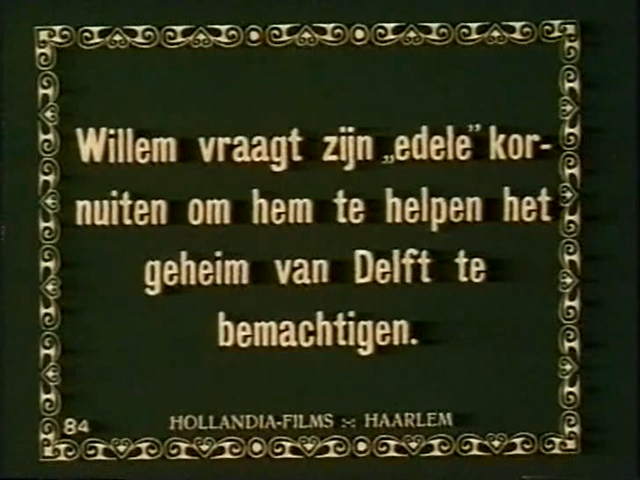 Willem vraagt zijn „edele” kor-
nuiten om hem te helpen het
geheim van Delft te
bemachtigen.
84 HOLLANDIA-FILMS :-: HAARLEM